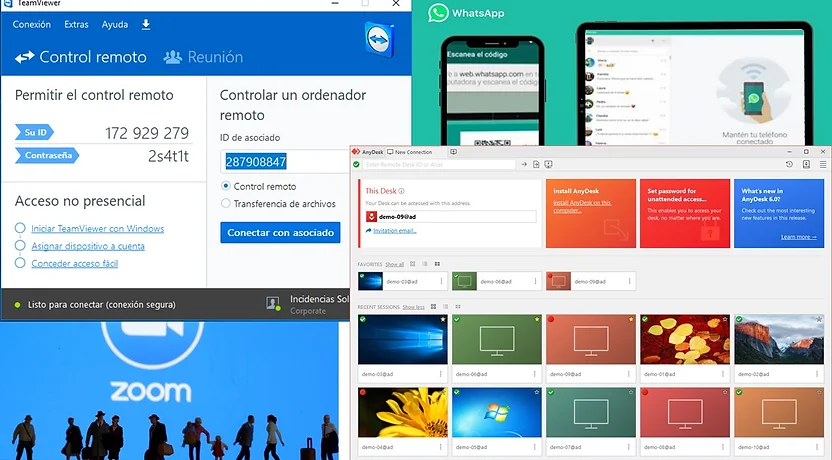 TeamViewer
Conexión Extras Ayuda
Control remoto Reunión
Permitir el control remoto
Su ID 172 929 279
Contraseña 2s4t1t
Acceso no presencial
Iniciar TeamViewer con Windows
Asignar dispositivo a cuenta
Conceder acceso fácil
Controlar un ordenador
remoto
ID de asociado
287908847
Control remoto
Transferencia de archivos
Conectar con asociado
Listo para conectar (conexión segura)
Incidencias Sol
Corporate
WhatsApp
Escanea el código
e a web.whatsapp.com en tu
putadora y escanea el código
Mantén tu teléfono
conectado
AnyDesk New Connection
Enter Remote Desk ID or Alias
This Desk
Your Desk can be accessed with this address.
demo-09@ad
Invitation email...
Install AnyDesk
Install AnyDesk on this
computer...
Set password for
unattended access...
This enables you to access your
desk, no matter where you are.
What's new in
AnyDesk 6.0?
Check out the most interesting
new features in this release.
Learn more
FAVORITES Show all
demo-03@ad demo-06@ad demo-09@ad
RECENT SESSIONS Show less
demo-03@ad demo-06@ad demo-09@ad demo-01@ad demo-02@ad
demo-04@ad demo-05@ad demo-07@ad demo-08@ad demo-10@ad
zoom